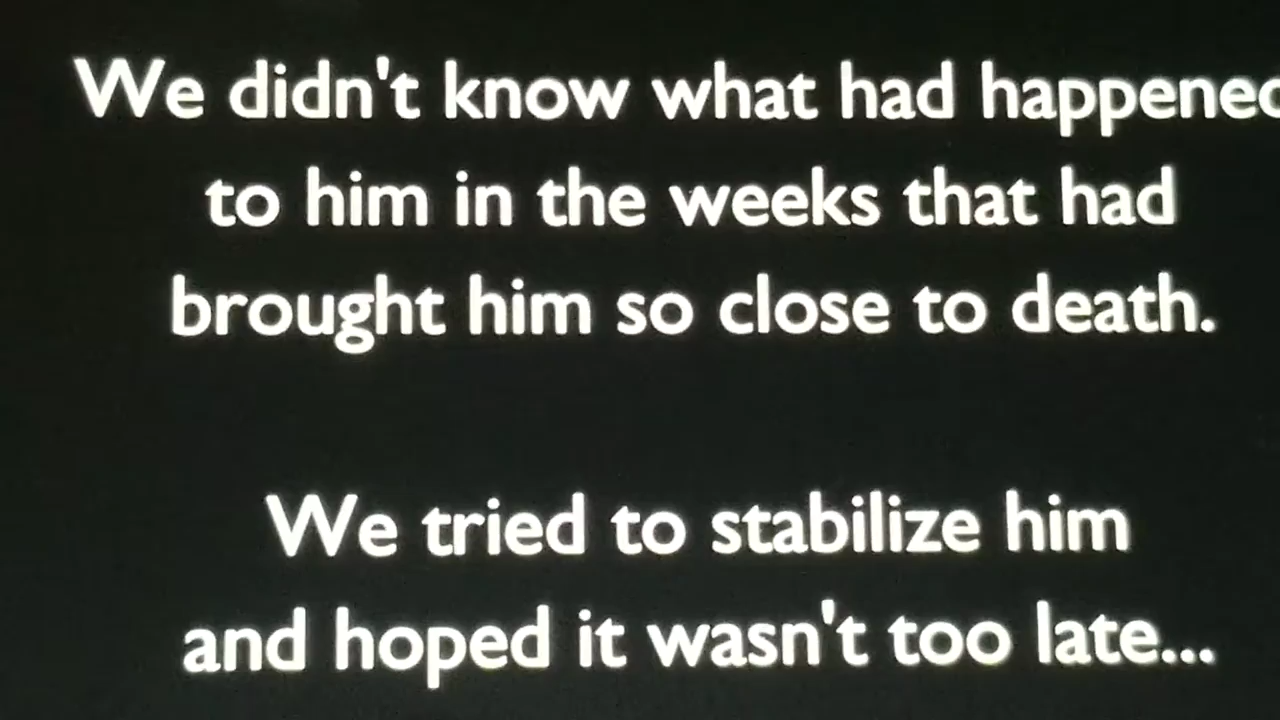 We didn't know what had happened
to him in the weeks that had
brought him so close to death.
We tried to stabilize him
and hoped it wasn't too late...